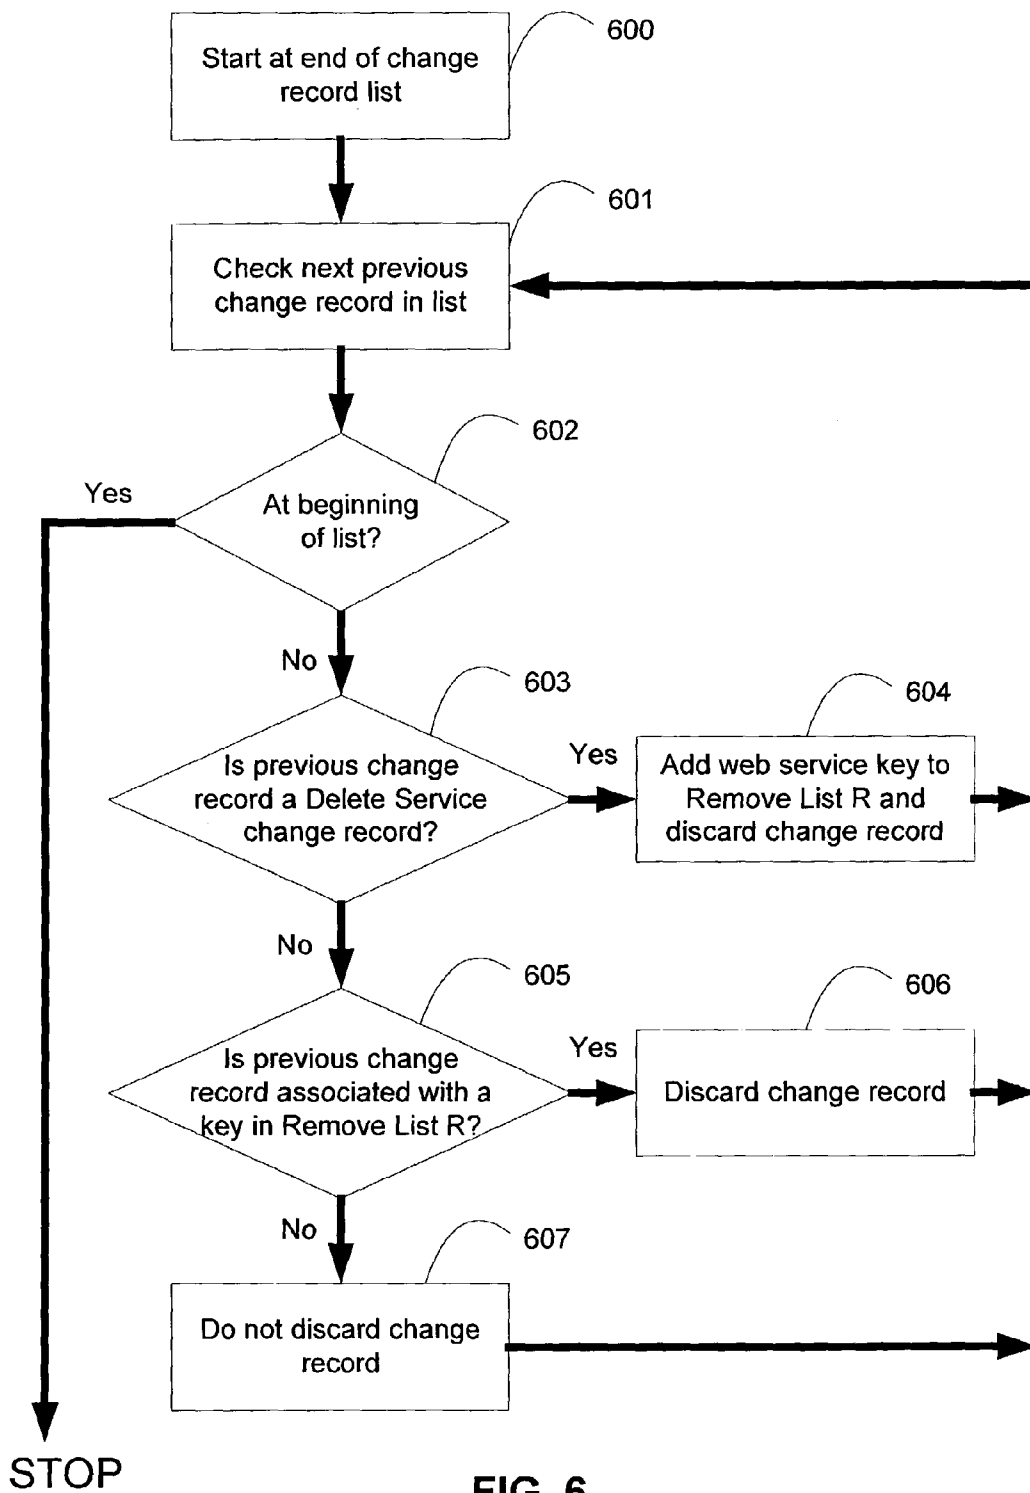 600
Start at end of change
record list
601
Check next previous
change record in list
602
Yes
At beginning
of list?
No
603
604
Is previous change
record a Delete Service
change record?
Yes
Add web service key to
Remove List R and
discard change record
No
605
606
Is previous change
record associated with a
key in Remove List R?
Yes
Discard change record
No
607
Do not discard change
record
STOP
FIG. 6